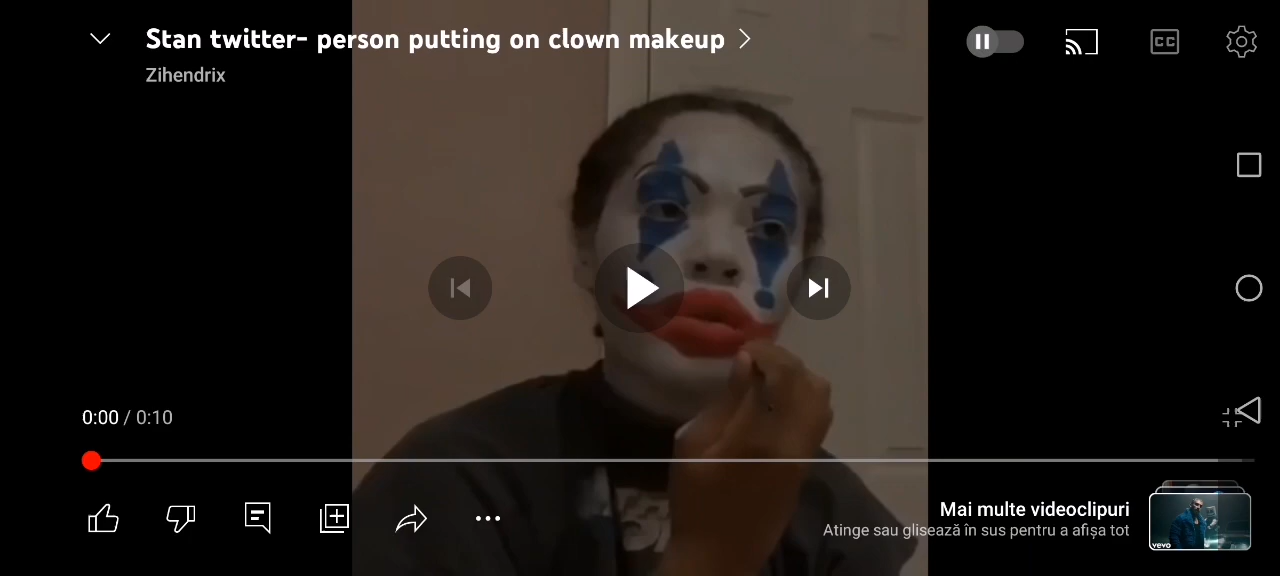 Stan twitter- person putting on clown makeup
Zihendrix
CC
0:00 / 0:10
Mai multe videoclipuri
Atinge sau glisează în sus pentru a afișa tot
vevo